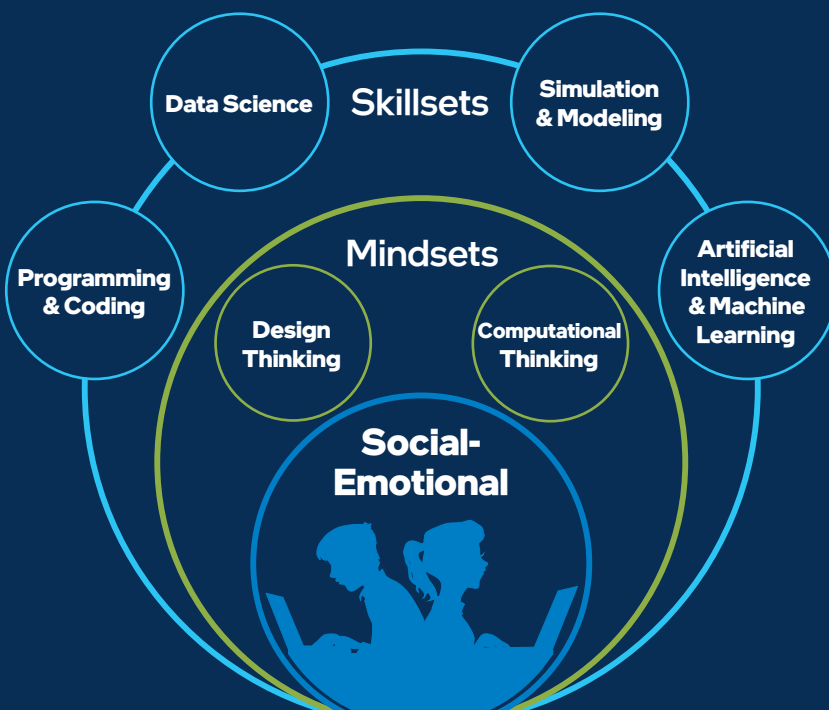 Data Science
Skillsets
Simulation
& Modeling
Programming
& Coding
Mindsets
Artificial
Intelligence
& Machine
Learning
Design
Thinking
Computational
Thinking
Social-
Emotional